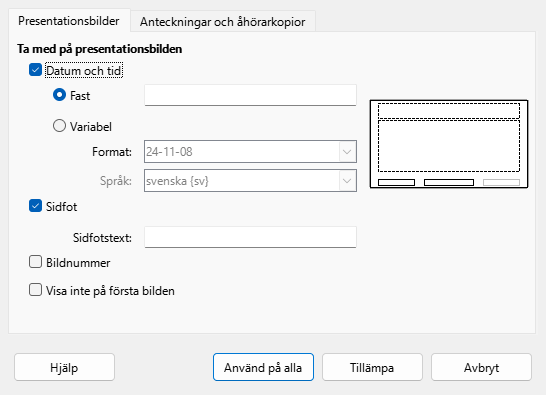 Presentationsbilder
Anteckningar och åhörarkopior
Ta med på presentationsbilden
Datum och tid
Fast
Variabel
Format:
24-11-08
Språk:
svenska {sv}
Sidfot
Sidfotstext:
Bildnummer
Visa inte på första bilden
Hjälp
Använd på alla
Tillämpa
Avbryt